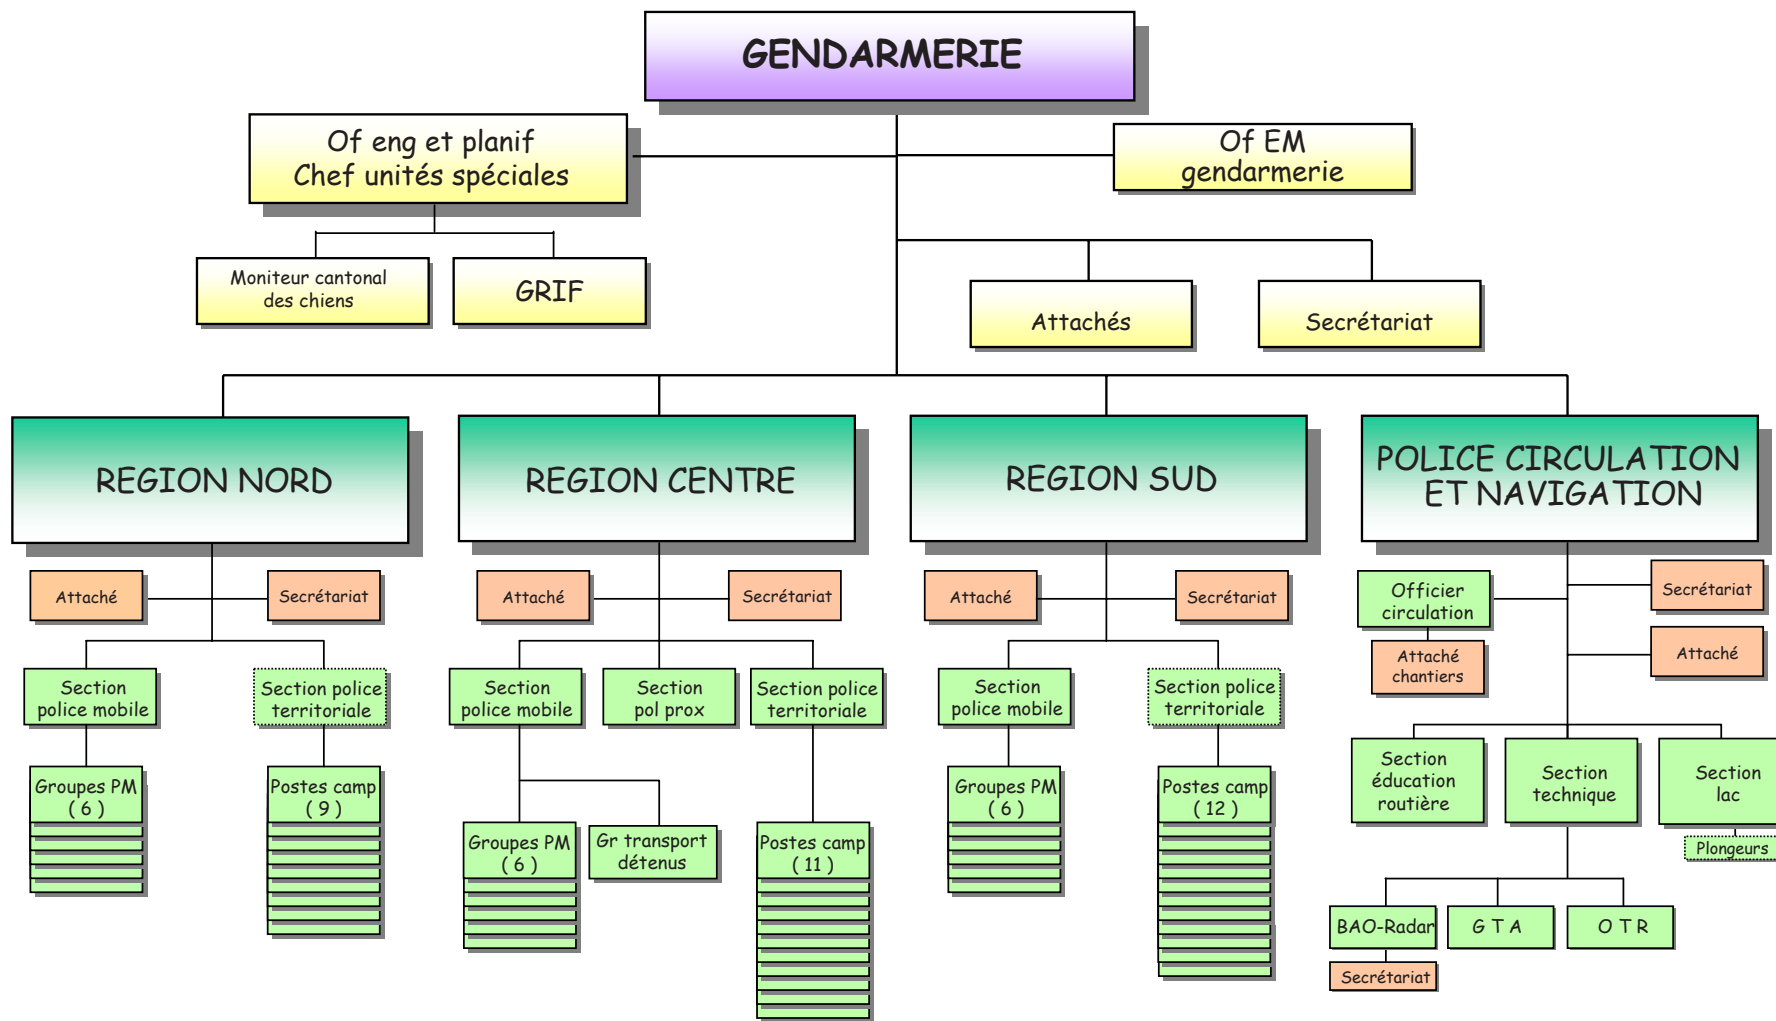 GENDARMERIE
Of eng et planif
Chef unités spéciales
Of EM
gendarmerie
Moniteur cantonal
des chiens
GRIF
Attachés
Secrétariat
REGION NORD
REGION CENTRE
REGION SUD
POLICE CIRCULATION
ET NAVIGATION
Attaché
Secrétariat
Attaché
Secrétariat
Attaché
Secrétariat
Officier
circulation
Secrétariat
Attaché
chantiers
Attaché
Section
police mobile
Section police
territoriale
Section
police mobile
Section
pol prox
Section police
territoriale
Section
police mobile
Section police
territoriale
Section
éducation
routière
Section
technique
Section
lac
Plongeurs
Groupes PM
( 6 )
Postes camp
( 9 )
Groupes PM
( 6 )
Gr transport
détenus
Postes camp
( 11 )
Groupes PM
( 6 )
Postes camp
( 12 )
BAO-Radar
G T A
O T R
Secrétariat